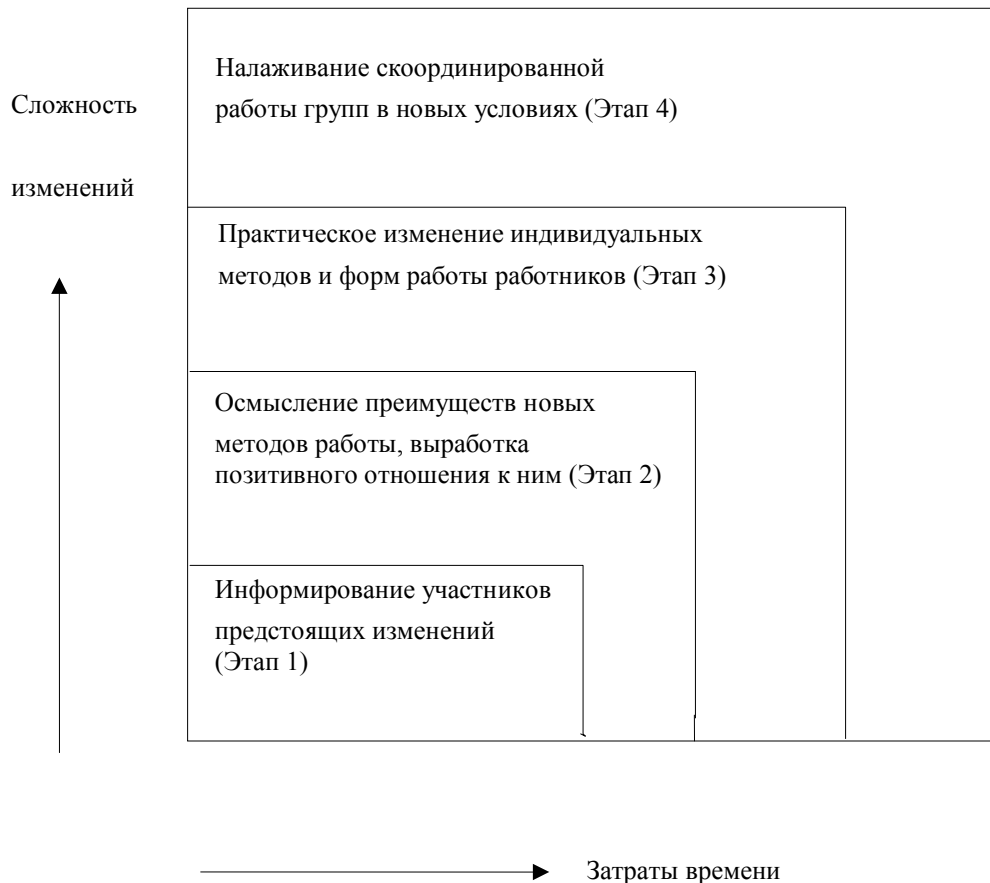 Налаживание скоординированной
Сложность
работы групп в новых условиях (Этап 4)
изменений
Практическое изменение индивидуальных
методов и форм работы работников (Этап 3)
Осмысление преимуществ новых
методов работы, выработка
позитивного отношения к ним (Этап 2)
Информирование участников
предстоящих изменений
(Этап 1)
Затраты времени